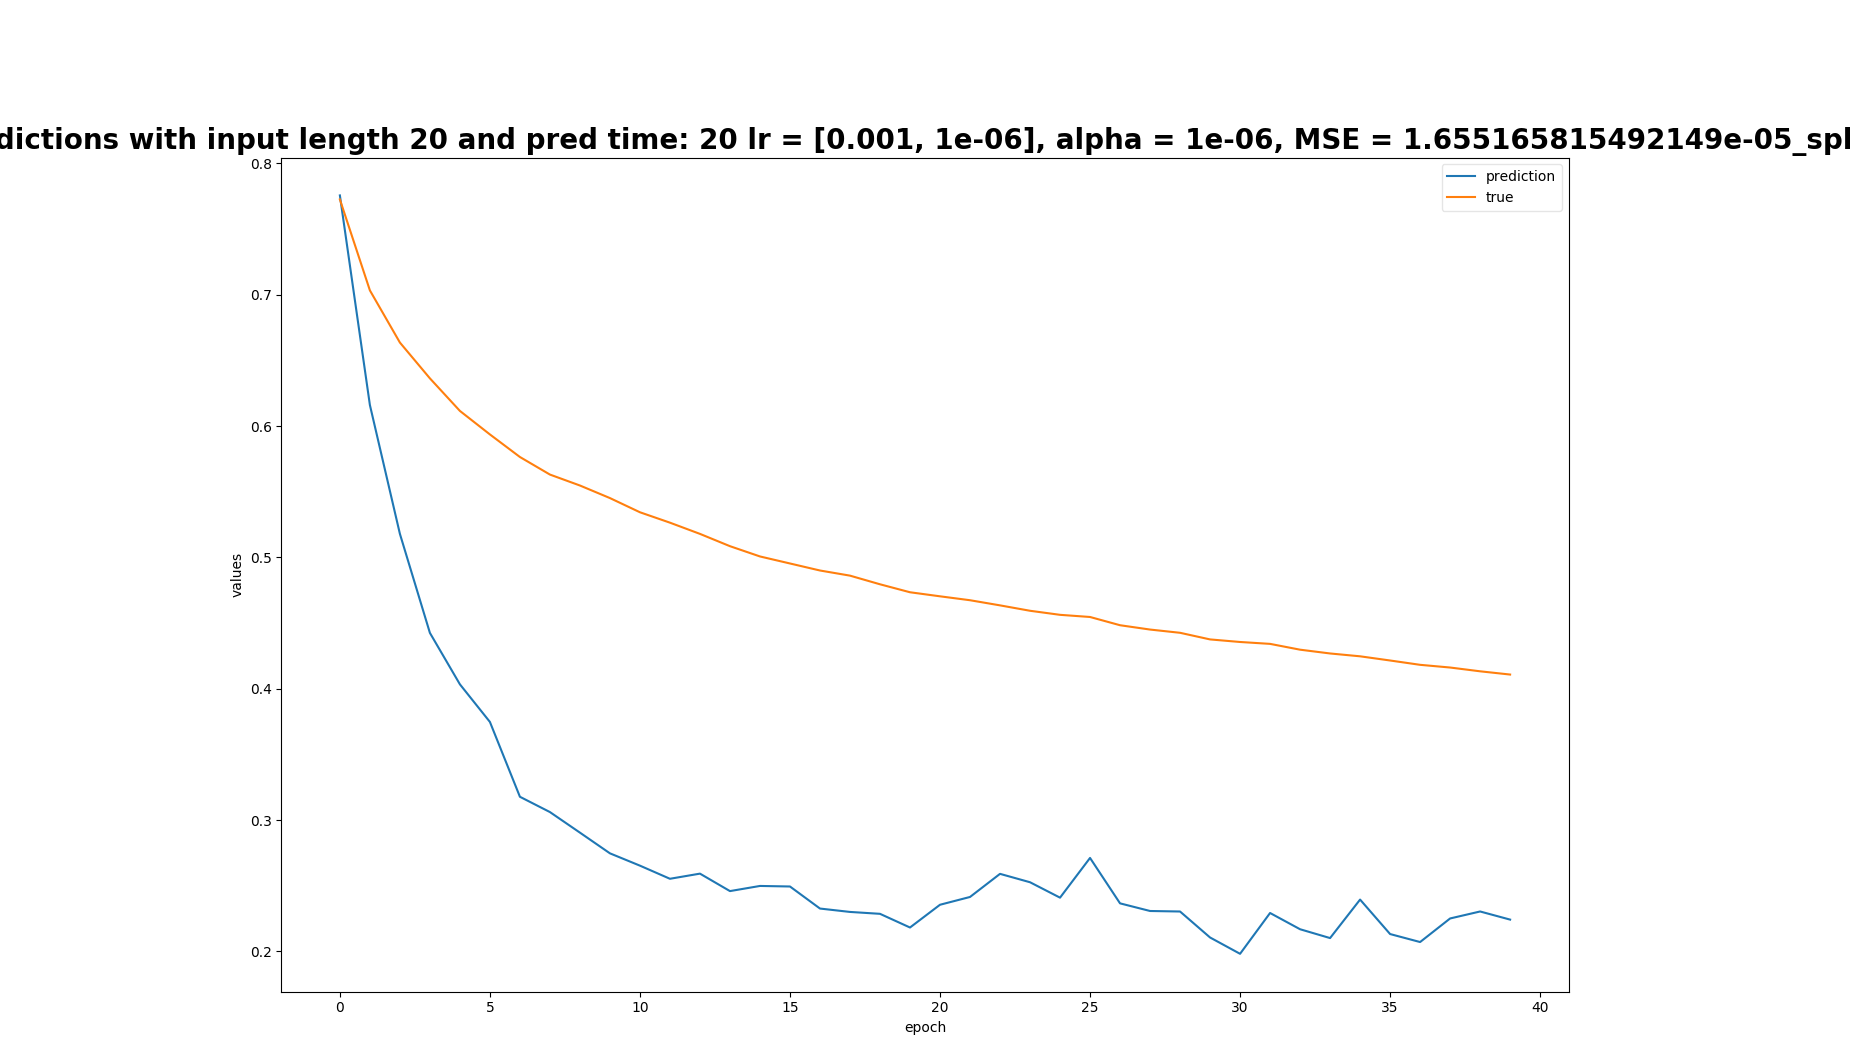 dictions with input length 20 and pred time: 20 lr = [0.001, 1e-06], alpha = 1e-06, MSE = 1.655165815492149e-05_spl
prediction
true
0.8
0.7
0.6
0.5
0.4
0.3
0.2
values
0 5 10 15 20 25 30 35 40
epoch